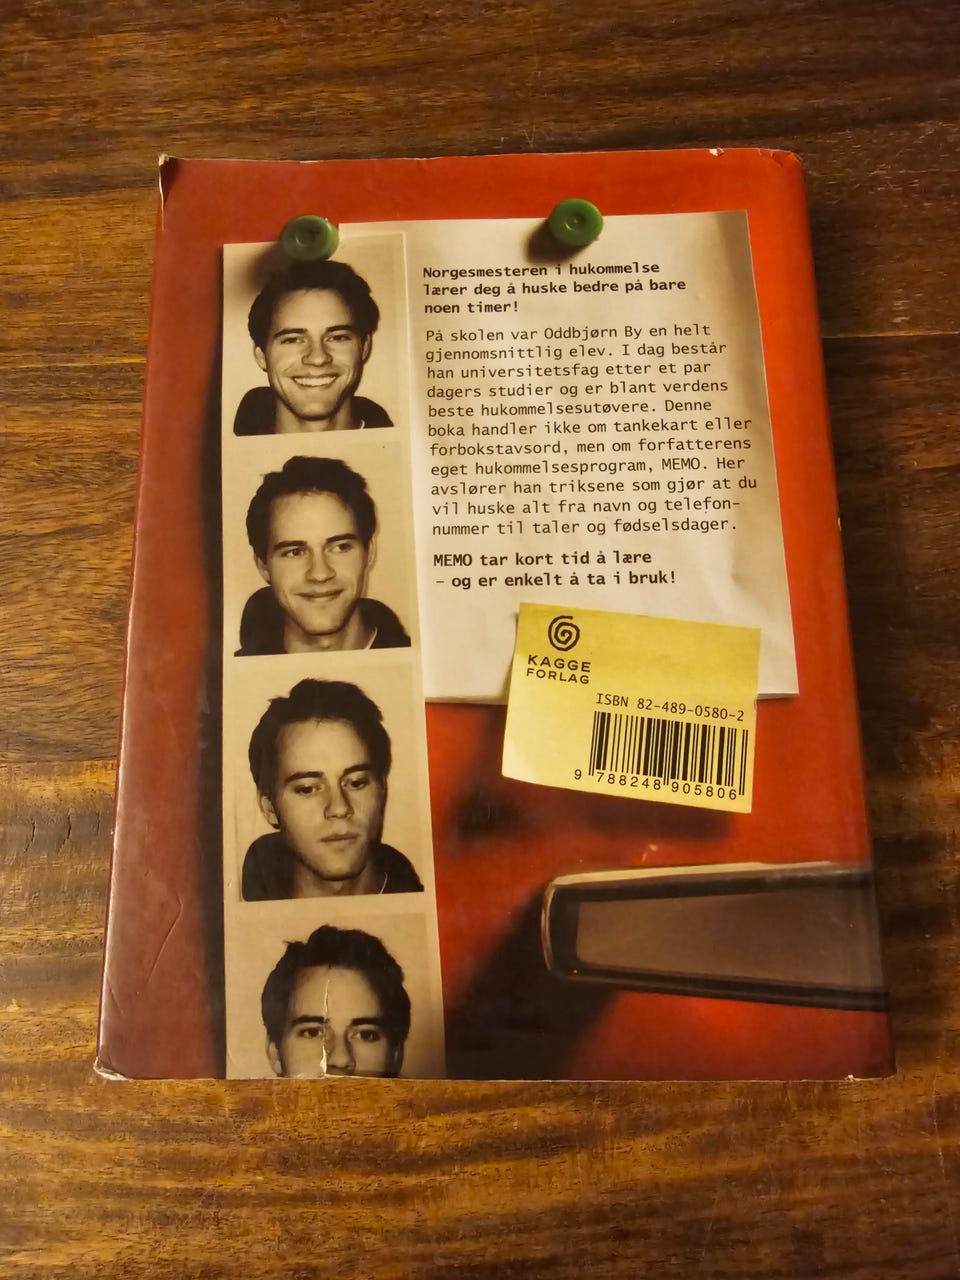 Norgesmesteren i hukommelse
lærer deg å huske bedre på bare
noen timer!
På skolen var Oddbjørn By en helt
gjennomsnittlig elev. I dag består
han universitetsfag etter et par
dagers studier og er blant verdens
beste hukommelsesutøvere. Denne
boka handler ikke om tankekart eller
forbokstavsord, men om forfatterens
eget hukommelsesprogram, MEMO. Her
avslører han triksene som gjør at du
vil huske alt fra navn og telefon-
nummer til taler og fødselsdager.
MEMO tar kort tid å lære
– og er enkelt å ta i bruk!
KAGGE
FORLAG
ISBN 82-489-0580-2
9 788248 905806